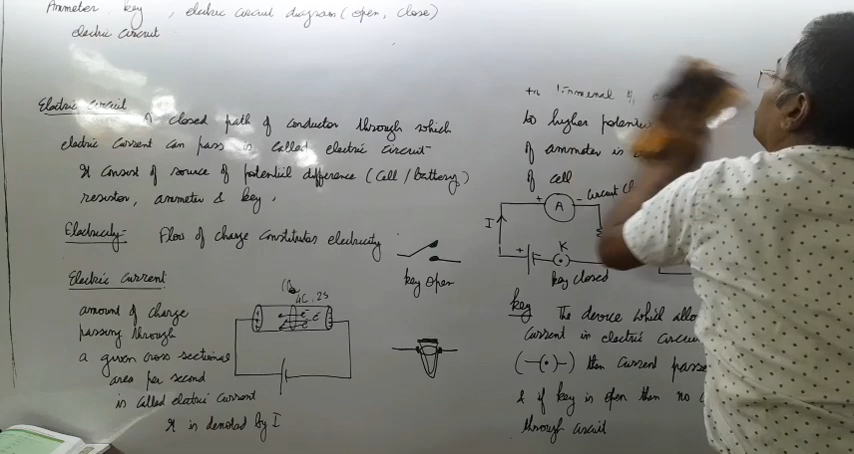 Ammeter, key, electric circuit diagram (open, close)
electric circuit
Electric Circuit A closed path of conductor through which
electric current can pass is called electric circuit-
It consist of source of potential difference (Cell/Battery)
resistor, ammeter & key.
Electricity- Flow of charge constitutes electricity
key Open
Electric Current
4C, 2s
amount of charge
passing through
a given cross sectional
area per second
is called electric current
It is denoted by I
to higher
of ammeter is
of cell
I
+ A -
circuit
+ K
key closed
key The device which
current in electric
(-(•)-) then current
& if key is open then no
through circuit